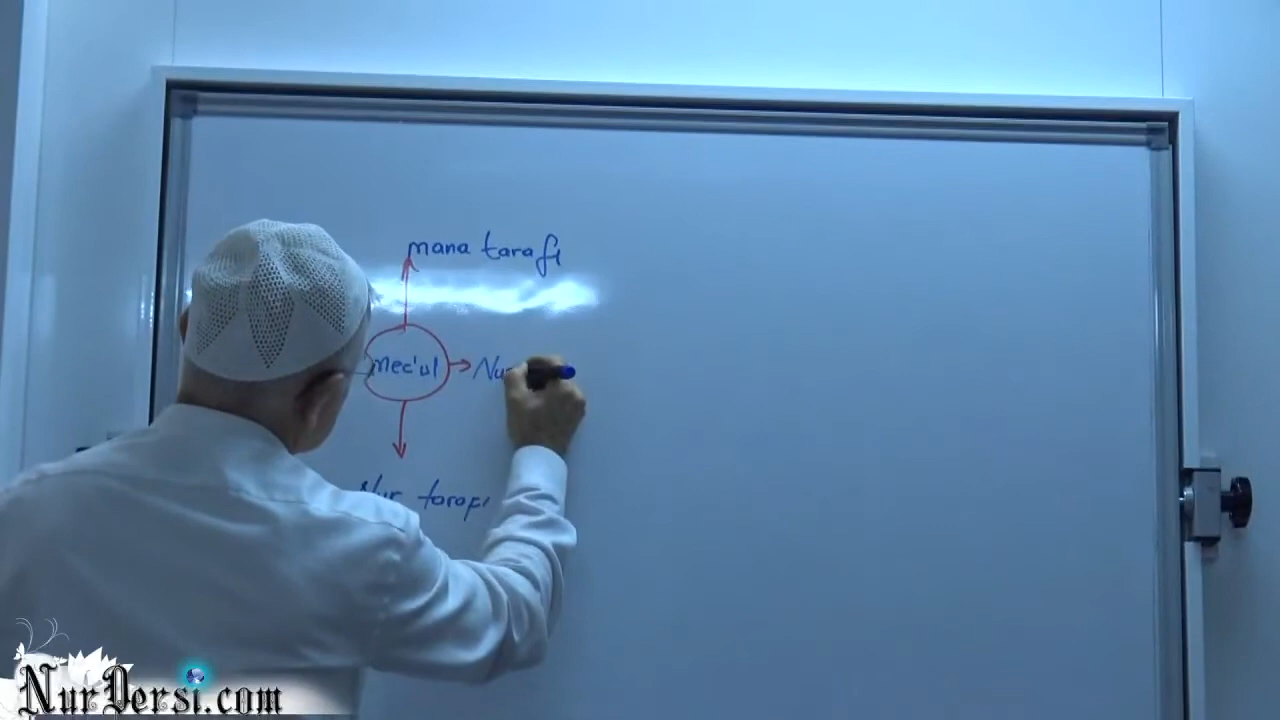 mana tarafı
mec'ul
Nur tarafı
NurDersi.com